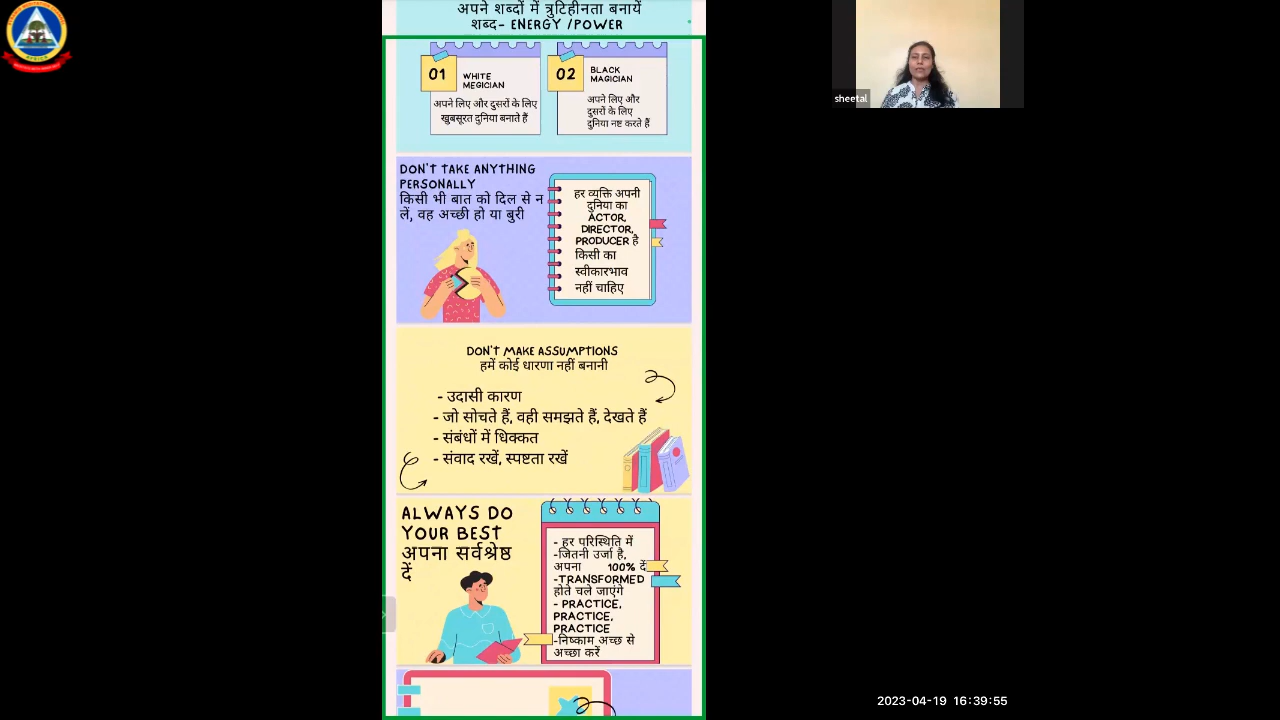 अपने शब्दों में त्रुटिहीनता बनायें
शब्द- ENERGY /POWER
01
WHITE
MEGICIAN
अपने लिए और दुसरों के लिए
खुबसूरत दुनिया बनाते हैं
02
BLACK
MAGICIAN
अपने लिए और
दुसरों के लिए
दुनिया नष्ट करते हैं
DON'T TAKE ANYTHING
PERSONALLY
किसी भी बात को दिल से न
लें, वह अच्छी हो या बुरी
हर व्यक्ति अपनी
दुनिया का
ACTOR,
DIRECTOR,
PRODUCER है
किसी का
स्वीकारभाव
नहीं चाहिए
DON'T MAKE ASSUMPTIONS
हमें कोई धारणा नहीं बनानी
- उदासी कारण
- जो सोचते हैं, वही समझते हैं, देखते हैं
- संबंधों में धिक्कत
- संवाद रखें, स्पष्टता रखें
ALWAYS DO
YOUR BEST
अपना सर्वश्रेष्ठ
दें
- हर परिस्थिति में
-जितनी उर्जा है,
अपना 100% दें
-TRANSFORMED
होते चले जाएंगे
- PRACTICE,
PRACTICE,
PRACTICE
-निष्काम अच्छ से
अच्छा करें
sheetal
2023-04-19 16:39:55